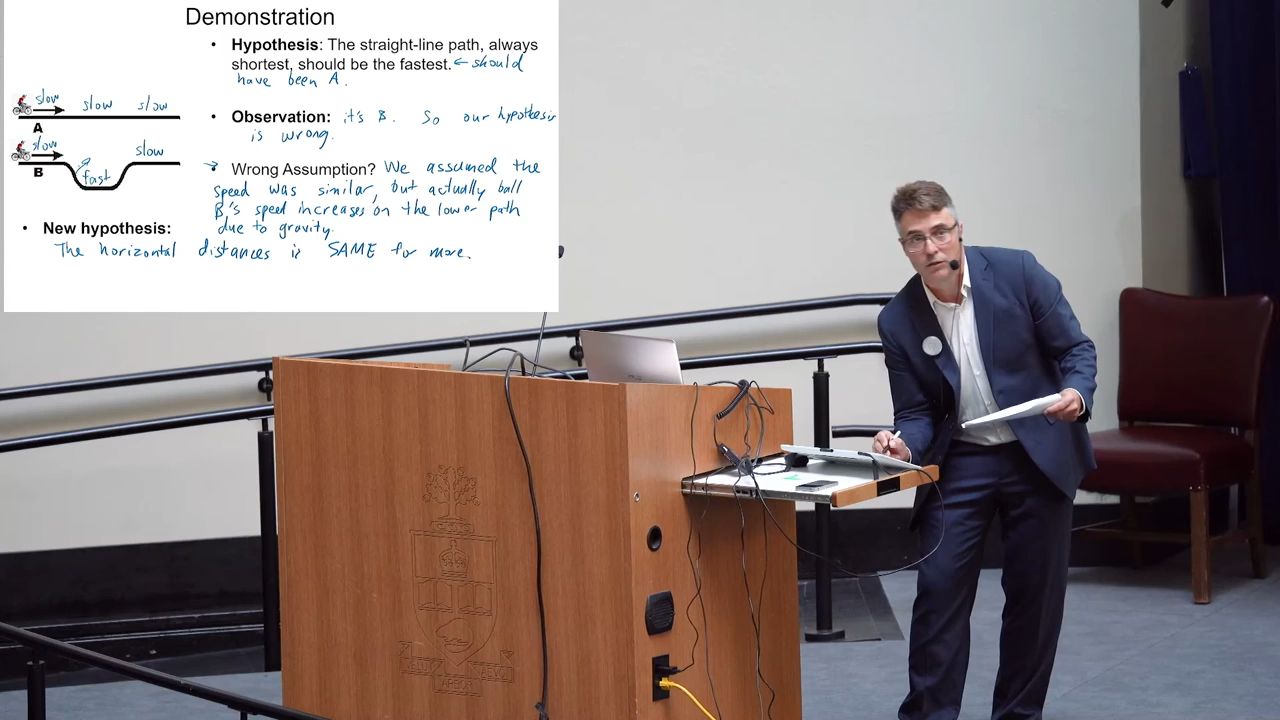 Demonstration
• Hypothesis: The straight-line path, always
shortest, should be the fastest. ← should
have been A.
slow slow slow
A
• Observation: it's B. So our hypothesis
is wrong.
slow slow
B fast
• Wrong Assumption? We assumed the
speed was similar, but actually ball
B's speed increases on the lower path
due to gravity.
• New hypothesis:
The horizontal distances is SAME for more.
ARBOR